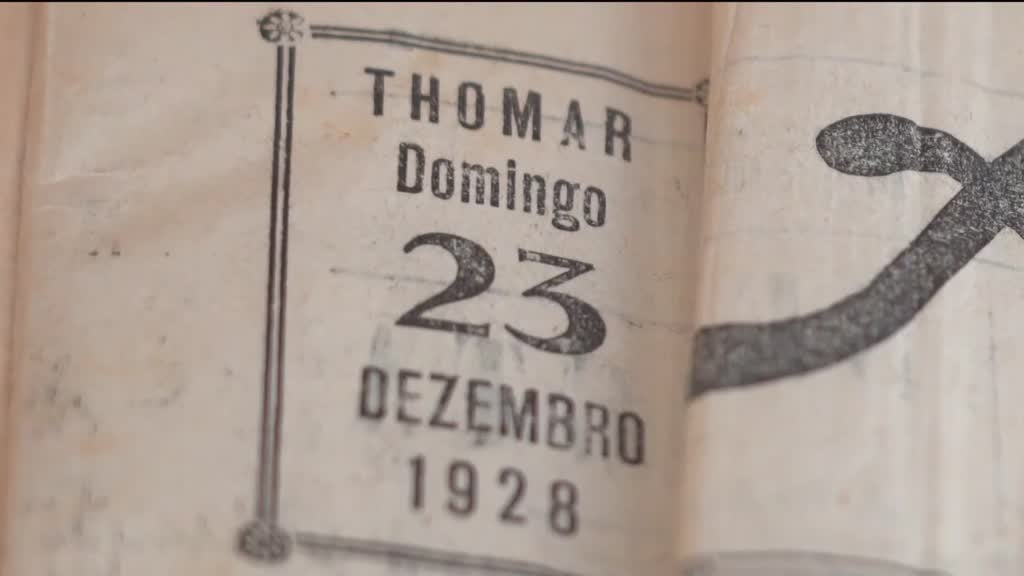 THOMAR
Domingo
23
DEZEMBRO
1928